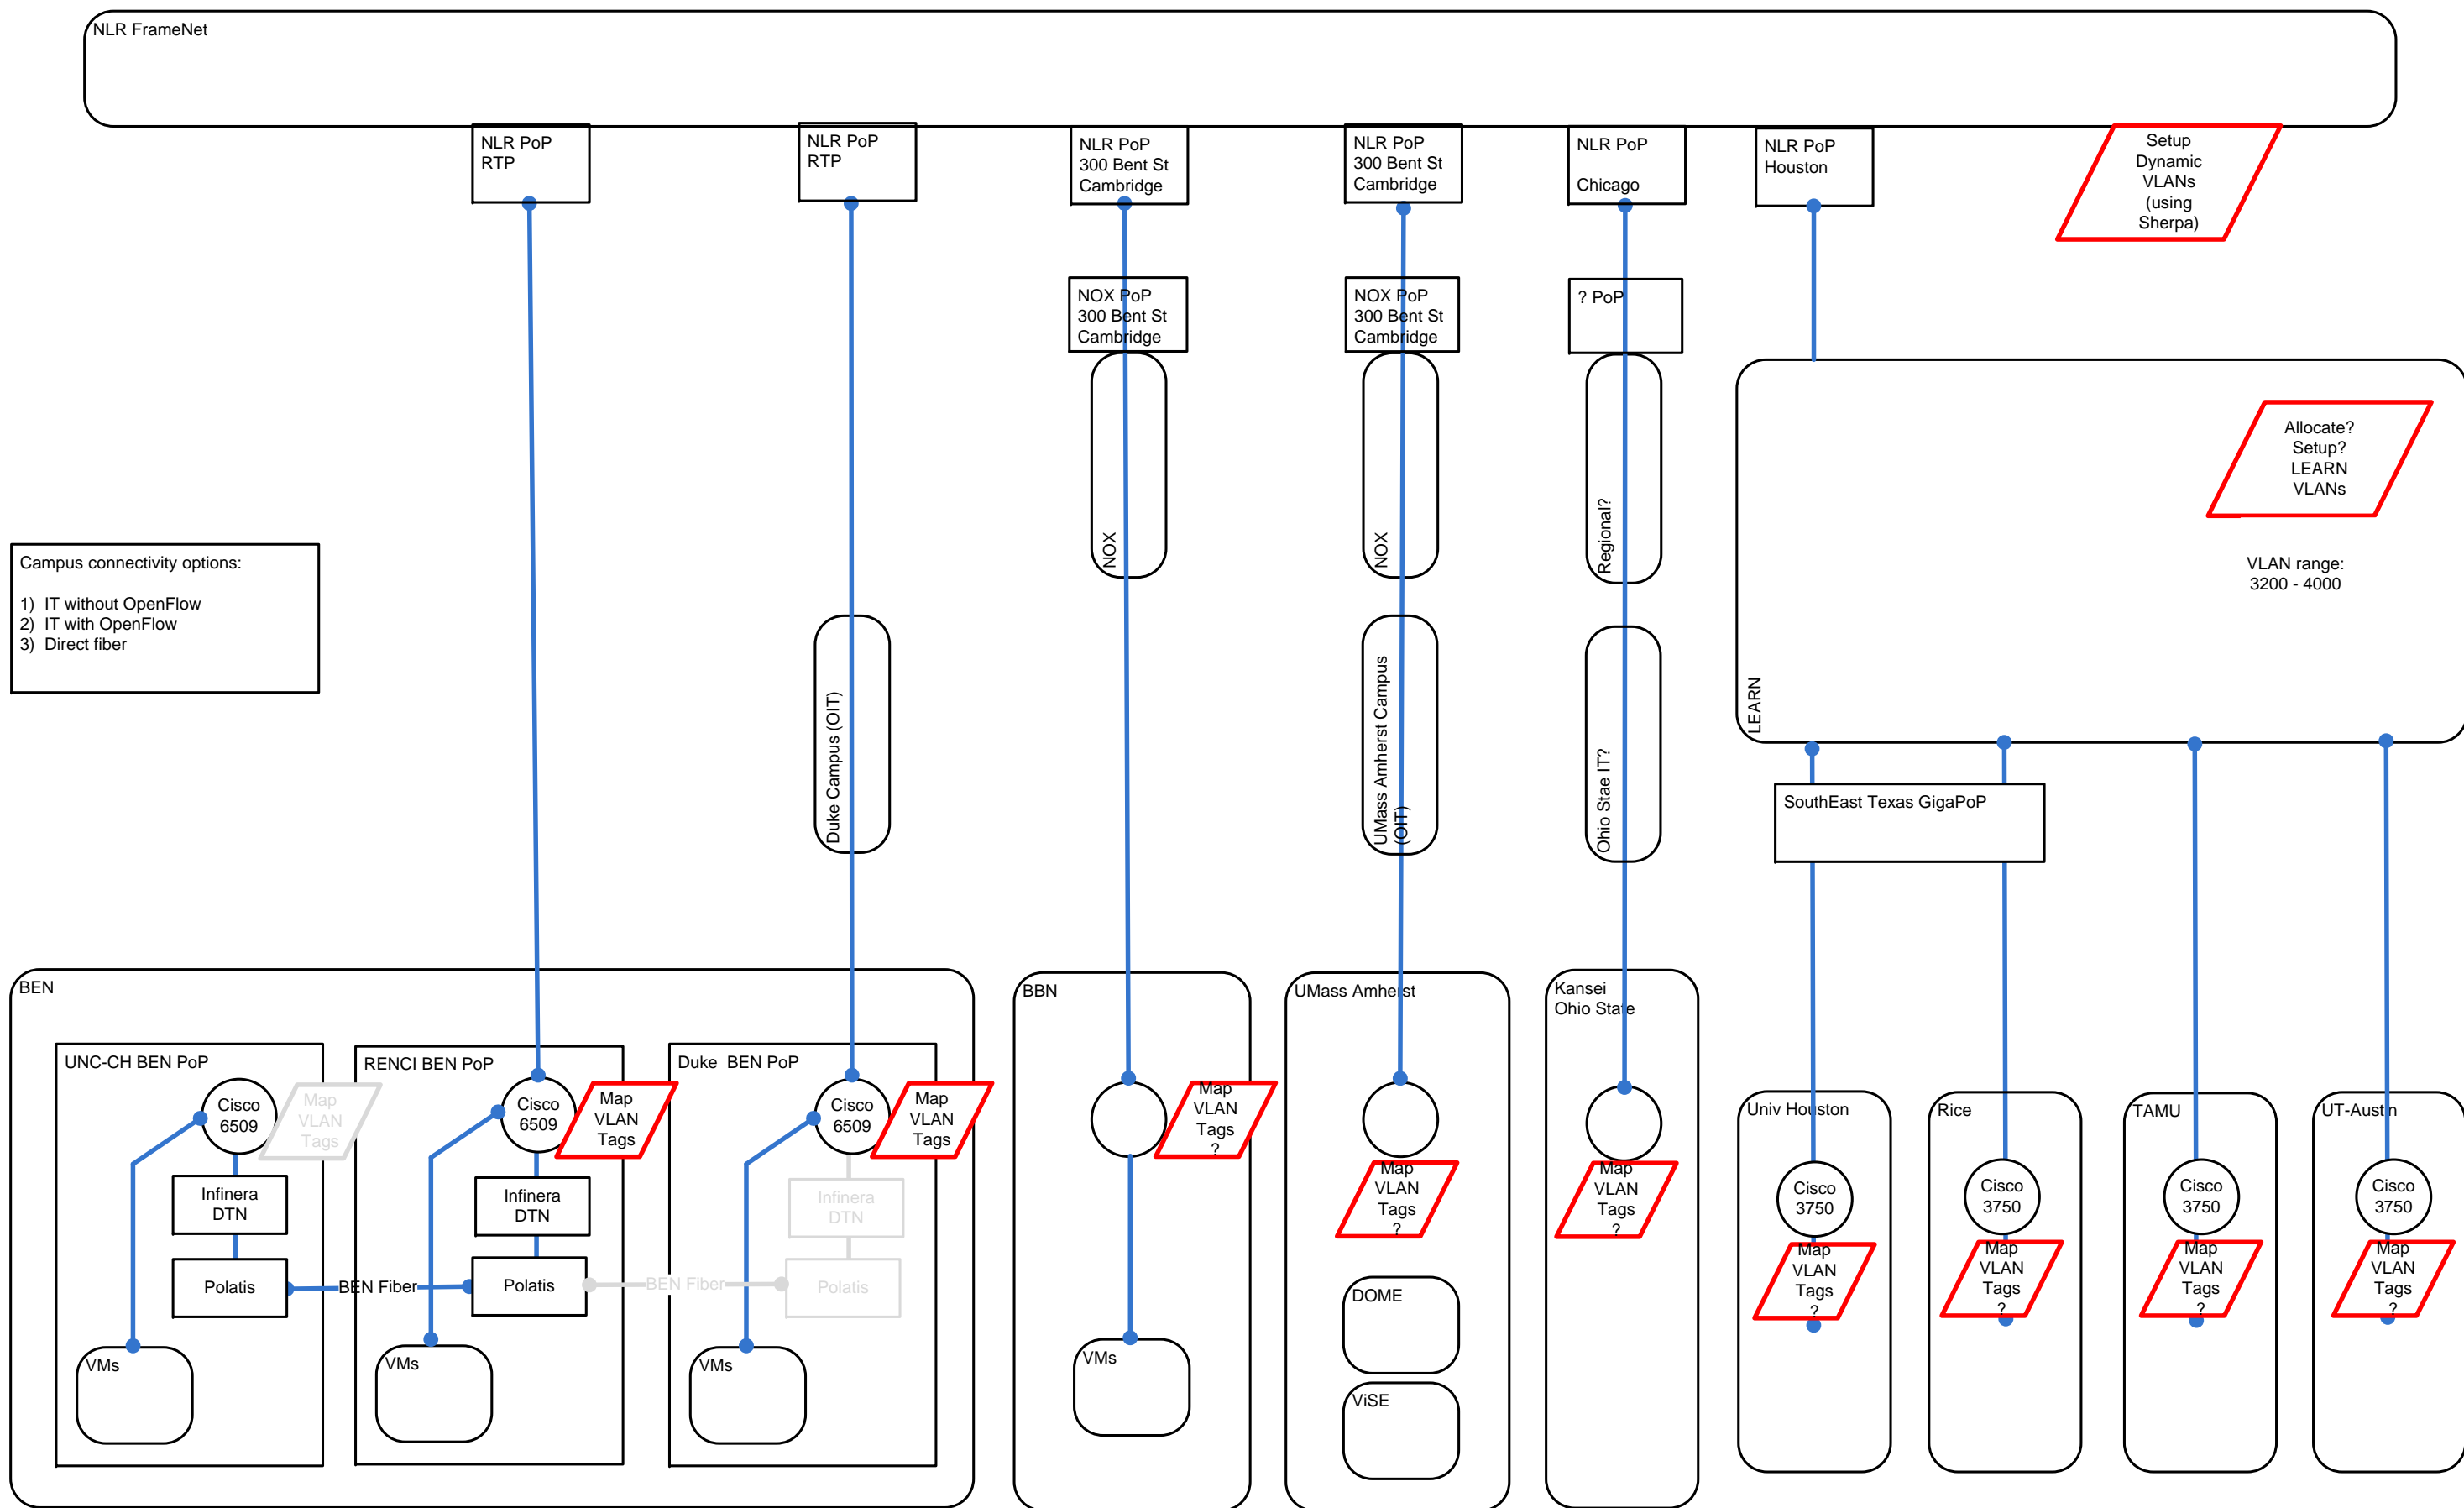 NLR FrameNet
NLR PoP
RTP
NLR PoP
RTP
NLR PoP
300 Bent St
Cambridge
NLR PoP
300 Bent St
Cambridge
NLR PoP
Chicago
NLR PoP
Houston
Setup
Dynamic
VLANs
(using
Sherpa)
NOX PoP
300 Bent St
Cambridge
NOX PoP
300 Bent St
Cambridge
? PoP
NOX
NOX
Regional?
Allocate?
Setup?
LEARN
VLANs
VLAN range:
3200 - 4000
LEARN
Campus connectivity options:
1) IT without OpenFlow
2) IT with OpenFlow
3) Direct fiber
Duke Campus (OIT)
UMass Amherst Campus
(OIT)
Ohio Stae IT?
SouthEast Texas GigaPoP
BEN
UNC-CH BEN PoP
Cisco
6509
Map
VLAN
Tags
Infinera
DTN
Polatis
VMs
BEN Fiber
RENCI BEN PoP
Cisco
6509
Map
VLAN
Tags
Infinera
DTN
Polatis
VMs
BEN Fiber
Duke BEN PoP
Cisco
6509
Map
VLAN
Tags
Infinera
DTN
Polatis
VMs
BBN
Map
VLAN
Tags
?
VMs
UMass Amherst
Map
VLAN
Tags
?
DOME
ViSE
Kansei
Ohio State
Map
VLAN
Tags
?
Univ Houston
Cisco
3750
Map
VLAN
Tags
?
Rice
Cisco
3750
Map
VLAN
Tags
?
TAMU
Cisco
3750
Map
VLAN
Tags
?
UT-Austin
Cisco
3750
Map
VLAN
Tags
?